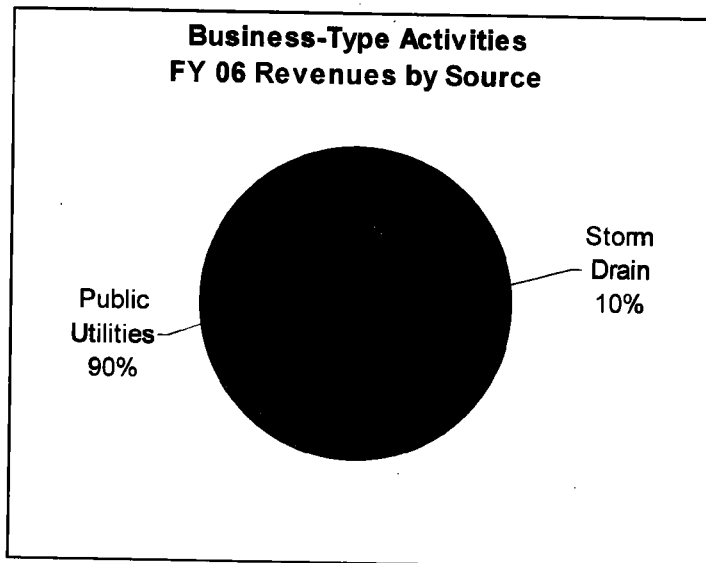 Business-Type Activities
FY 06 Revenues by Source
Storm
Drain
10%
Public
Utilities
90%